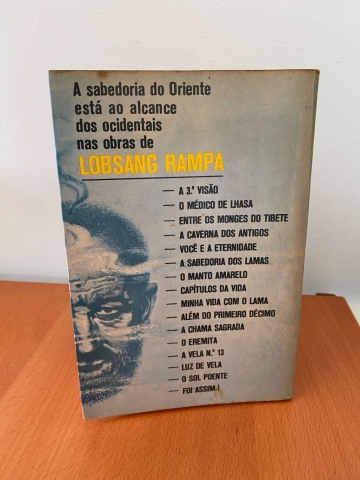 A sabedoria do Oriente
está ao alcance
dos ocidentais
nas obras de
LOBSANG RAMPA
— A 3.ª VISÃO
— O MÉDICO DE LHASA
— ENTRE OS MONGES DO TIBETE
— A CAVERNA DOS ANTIGOS
— VOCÊ E A ETERNIDADE
— A SABEDORIA DOS LAMAS
— O MANTO AMARELO
— CAPÍTULOS DA VIDA
— MINHA VIDA COM O LAMA
— ALÉM DO PRIMEIRO DÉCIMO
— A CHAMA SAGRADA
— O EREMITA
— A VELA N.º 13
— LUZ DE VELA
— O SOL POENTE
— FOI ASSIM !